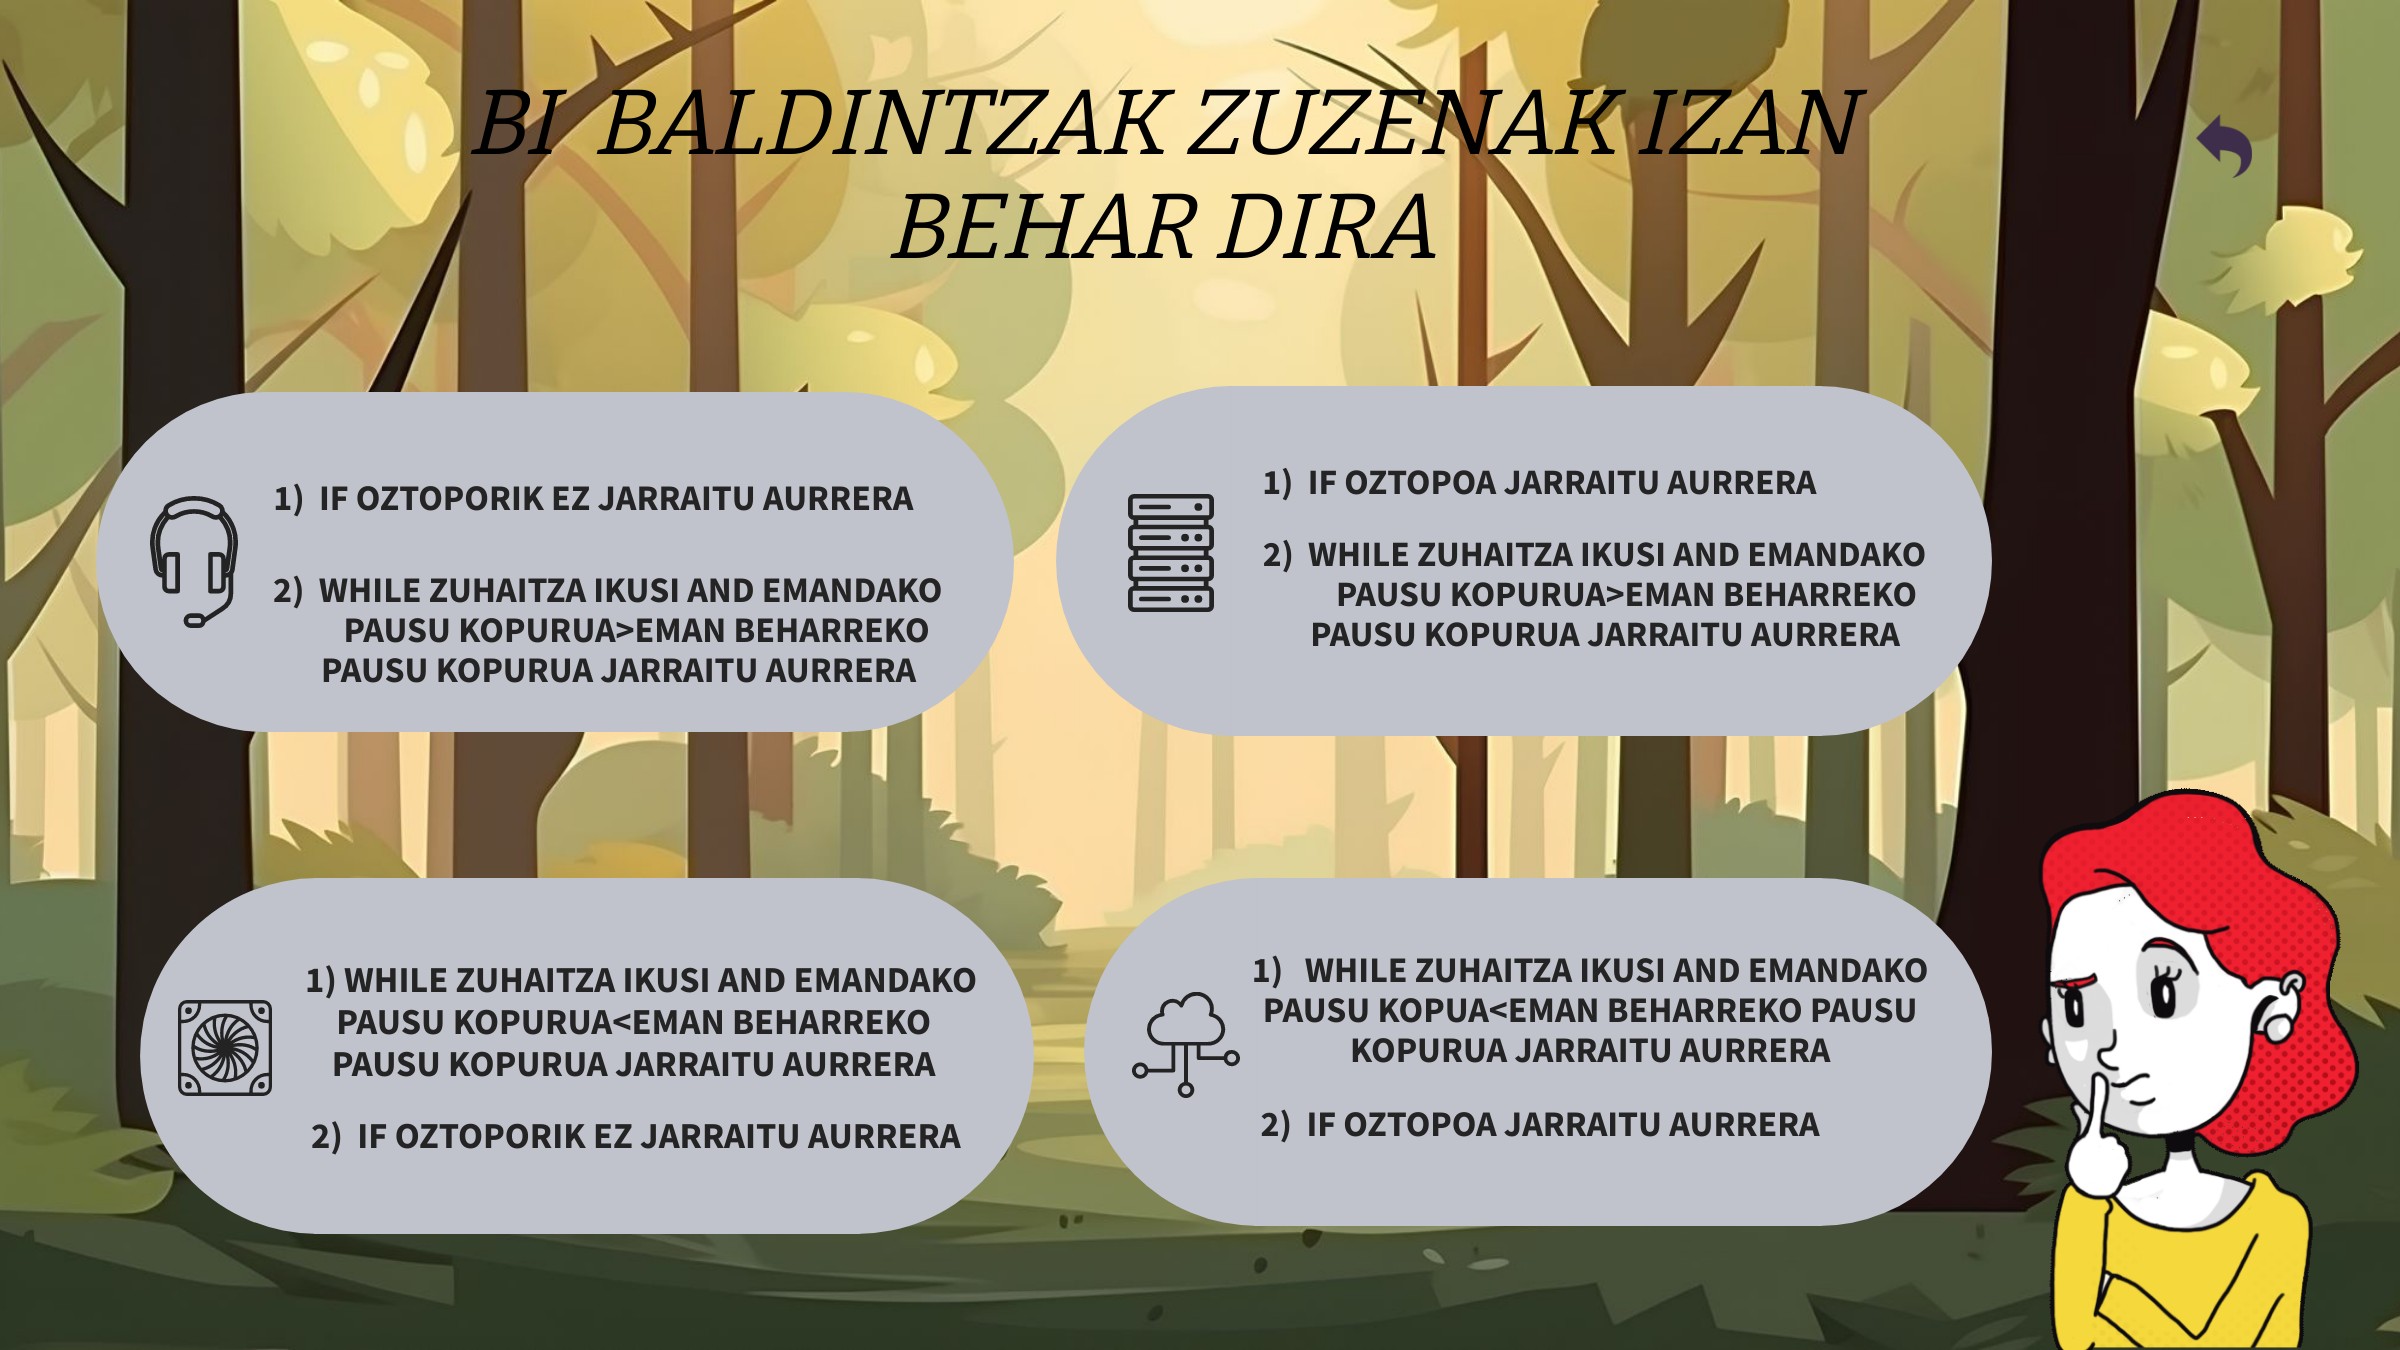 BI BALDINTZAK ZUZENAK IZAN
BEHAR DIRA
1) IF OZTOPORIK EZ JARRAITU AURRERA
2) WHILE ZUHAITZA IKUSI AND EMANDAKO
PAUSU KOPURUA>EMAN BEHARREKO
PAUSU KOPURUA JARRAITU AURRERA
1) IF OZTOPOA JARRAITU AURRERA
2) WHILE ZUHAITZA IKUSI AND EMANDAKO
PAUSU KOPURUA>EMAN BEHARREKO
PAUSU KOPURUA JARRAITU AURRERA
1) WHILE ZUHAITZA IKUSI AND EMANDAKO
PAUSU KOPURUA<EMAN BEHARREKO
PAUSU KOPURUA JARRAITU AURRERA
2) IF OZTOPORIK EZ JARRAITU AURRERA
1) WHILE ZUHAITZA IKUSI AND EMANDAKO
PAUSU KOPUA<EMAN BEHARREKO PAUSU
KOPURUA JARRAITU AURRERA
2) IF OZTOPOA JARRAITU AURRERA